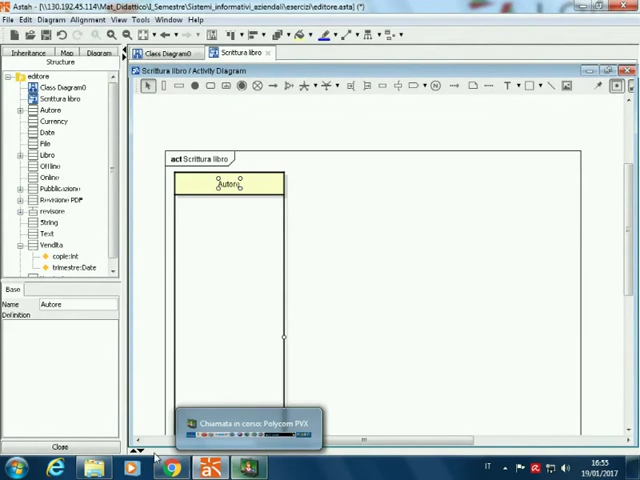 Astah - [\\130.192.45.114\Mat_Didattico\I_Semestre\Sistemi_informativi_aziendali\esercizi\editore.asta] (*)
File Edit Diagram Alignment View Tools Window Help
Inheritance Map Diagram
Structure
editore
Class Diagram0
Scrittura libro
Autore
Currency
Date
File
Libro
Offline
Online
Pubblicazione
Revisione PDF
revisore
String
Text
Vendita
copie:int
trimestre:Date
Base
Name Autore
Definition
Close
Class Diagram0 Scrittura libro
Scrittura libro / Activity Diagram
act Scrittura libro
Autore
Chiamata in corso: Polycom PVX
IT
16:55
19/01/2017